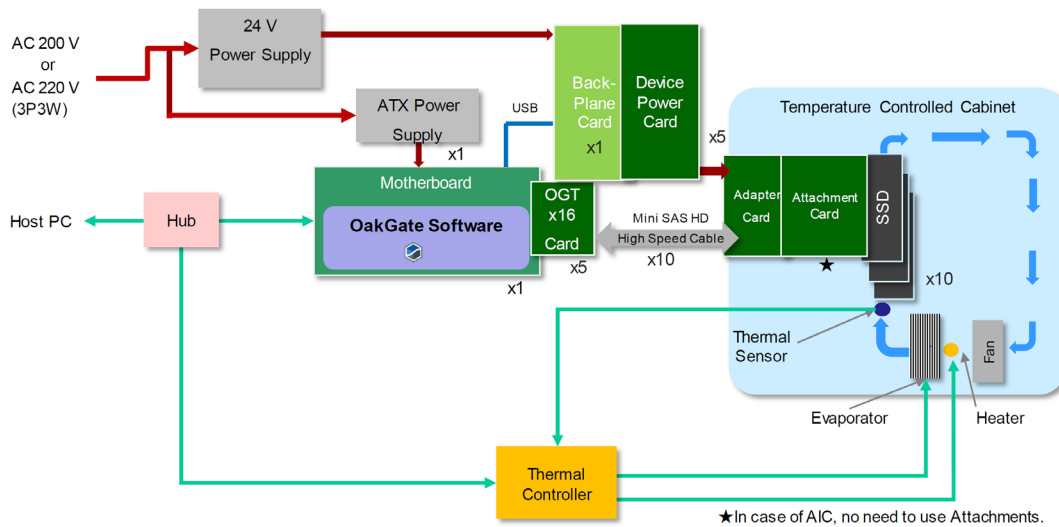 AC 200 V
or
AC 220 V
(3P3W)
24 V
Power Supply
ATX Power
Supply
x1
USB
Back-
Plane
Card
x1
Device
Power
Card
x5
Temperature Controlled Cabinet
Motherboard
OakGate Software
x1
OGT
x16
Card
x5
Mini SAS HD
High Speed Cable
x10
Adapter
Card
Attachment
Card
★
SSD
x10
Host PC
Hub
Thermal
Sensor
Fan
Evaporator
Heater
Thermal
Controller
★In case of AIC, no need to use Attachments.